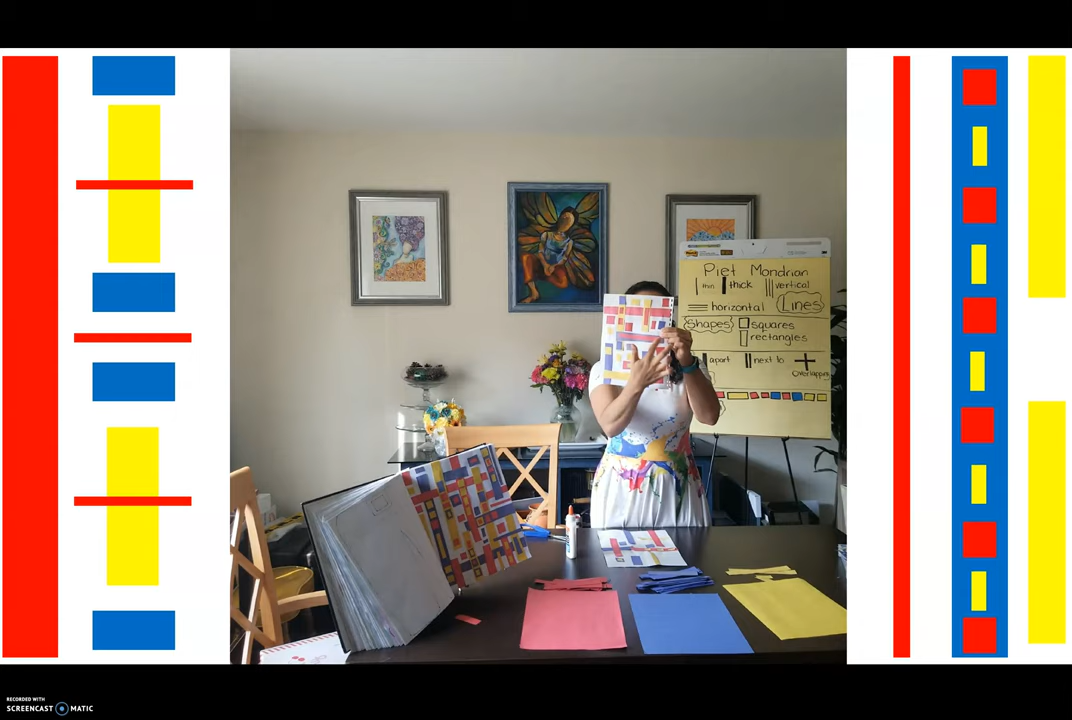 Piet Mondrian
thin thick vertical
horizontal Lines
Shapes squares
rectangles
apart next to
overlapping
RECORDED WITH
SCREENCAST MATIC